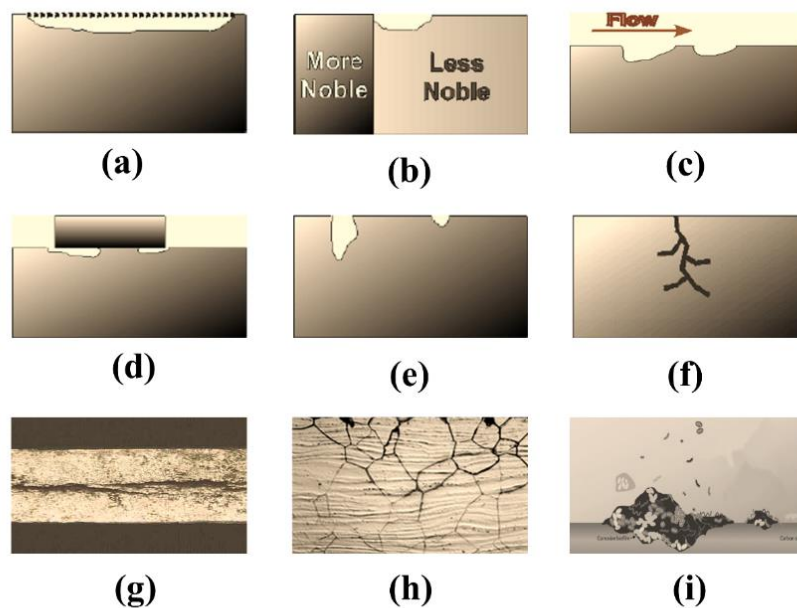 More
Noble
Less
Noble
Flow
(a)
(b)
(c)
(d)
(e)
(f)
(g)
(h)
(i)